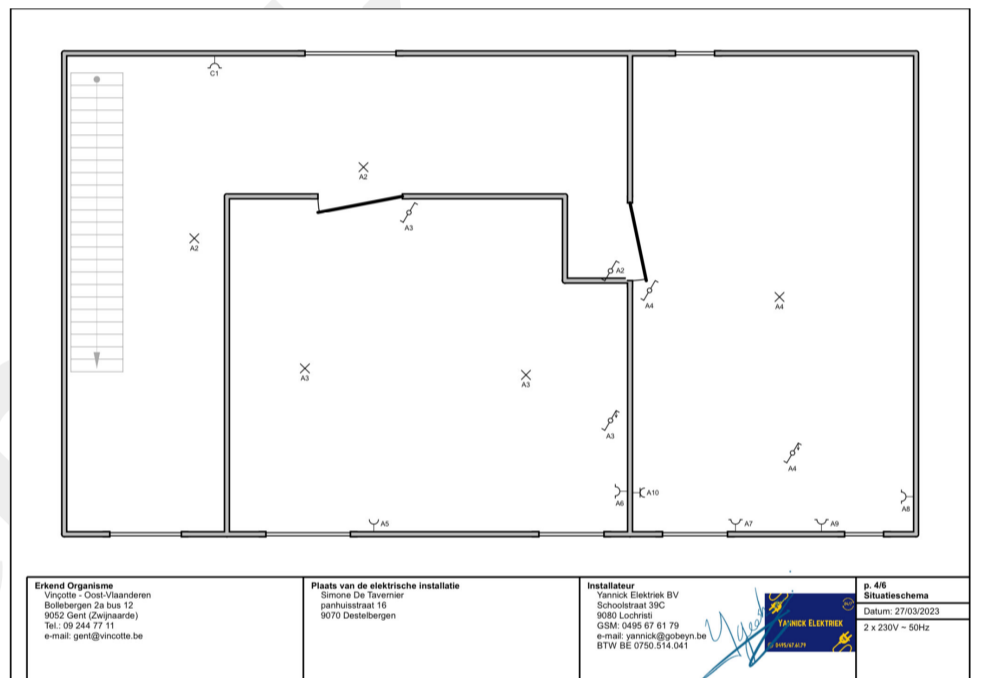 C1
A2
A3
A2
A2
A4
A4
A3
A3
A3
A4
A6
A10
A8
A5
A7
A9
Erkend Organisme
Vinçotte - Oost-Vlaanderen
Bollebergen 2a bus 12
9052 Gent (Zwijnaarde)
Tel.: 09 244 77 11
e-mail: gent@vincotte.be
Plaats van de elektrische installatie
Simone De Tavernier
panhuisstraat 16
9070 Destelbergen
Installateur
Yannick Elektriek BV
Schoolstraat 39C
9080 Lochristi
GSM: 0495 67 61 79
e-mail: yannick@gobeyn.be
BTW BE 0750.514.041
YANNICK ELEKTRIEK
0495/67.61.79
p. 4/6
Situatieschema
Datum: 27/03/2023
2 x 230V ~ 50Hz